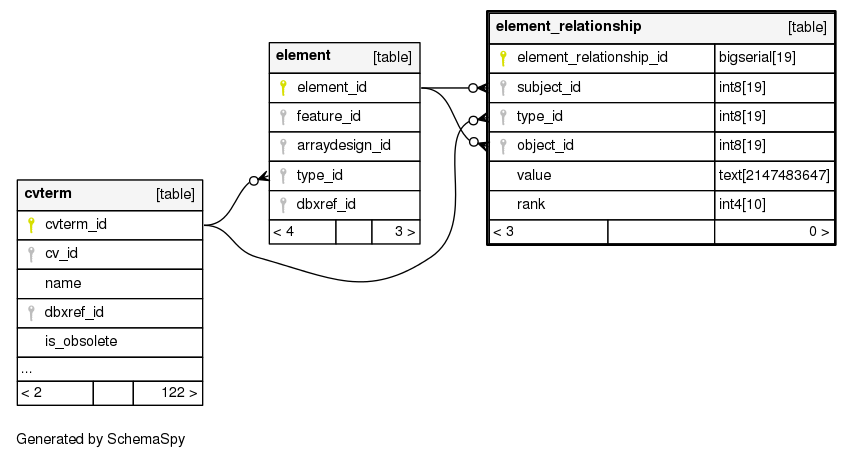 element_relationship [table]
element_relationship_id bigserial[19]
subject_id int8[19]
type_id int8[19]
object_id int8[19]
value text[2147483647]
rank int4[10]
< 3 0 >
element [table]
element_id
feature_id
arraydesign_id
type_id
dbxref_id
< 4 3 >
cvterm [table]
cvterm_id
cv_id
name
dbxref_id
is_obsolete
...
< 2 122 >
Generated by SchemaSpy